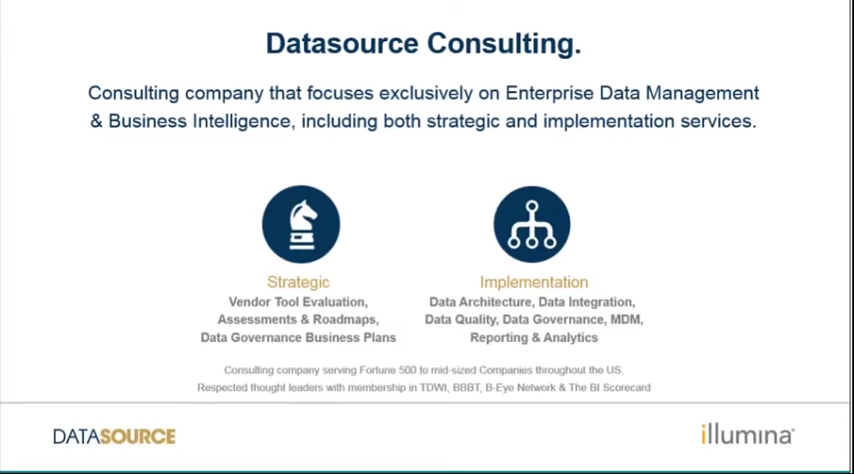 Datasource Consulting.
Consulting company that focuses exclusively on Enterprise Data Management
& Business Intelligence, including both strategic and implementation services.
Strategic
Vendor Tool Evaluation,
Assessments & Roadmaps,
Data Governance Business Plans
Implementation
Data Architecture, Data Integration,
Data Quality, Data Governance, MDM,
Reporting & Analytics
Consulting company serving Fortune 500 to mid-sized Companies throughout the US.
Respected thought leaders with membership in TDWI, BBBT, B-Eye Network & The BI Scorecard
DATASOURCE
illumina®